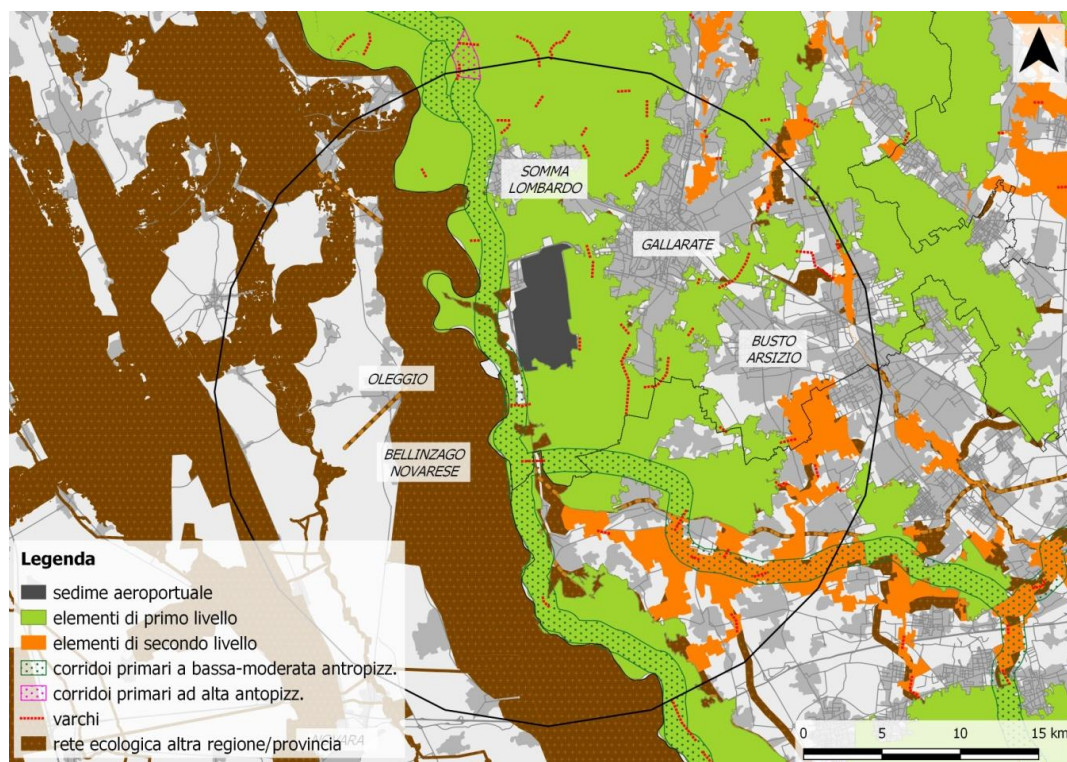 SOMMA
LOMBARDO
GALLARATE
BUSTO
ARSIZIO
OLEGGIO
BELLINZAGO
NOVARESE
Legenda
sedime aeroportuale
elementi di primo livello
elementi di secondo livello
corridoi primari a bassa-moderata antropizz.
corridoi primari ad alta antopizz.
varchi
rete ecologica altra regione/provincia
NOVARA
0 5 10 15 km